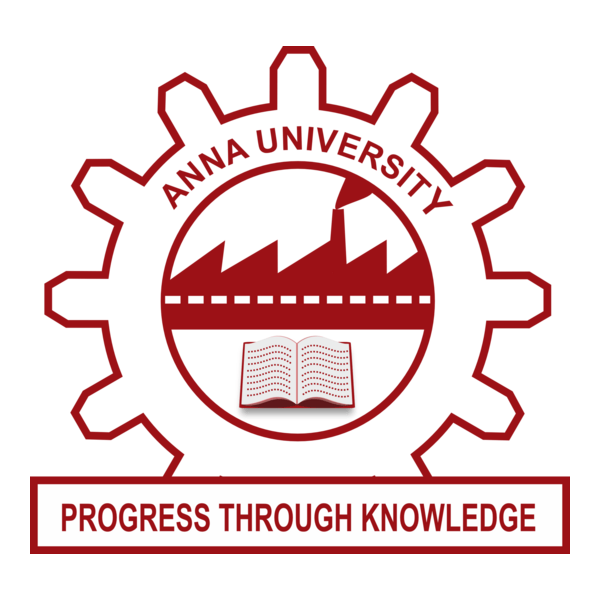 ANNA UNIVERSITY
PROGRESS THROUGH KNOWLEDGE